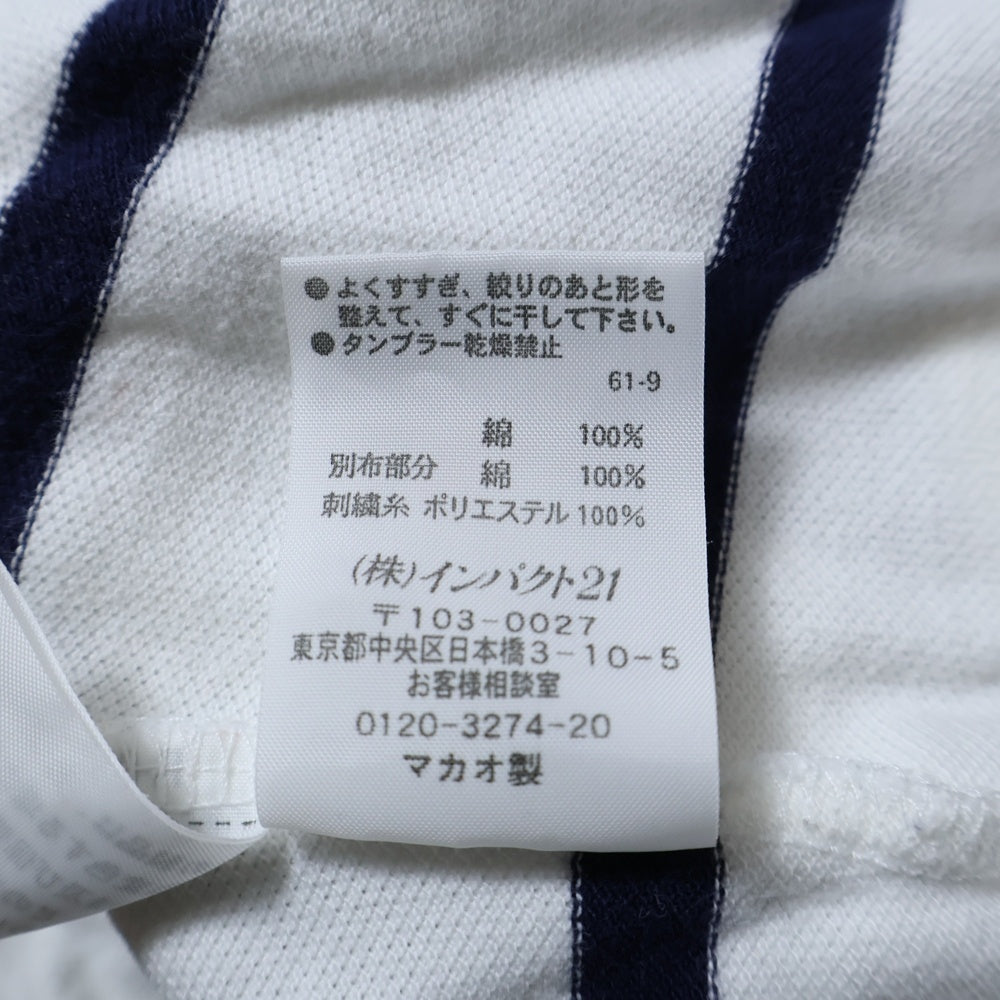 ●よくすすぎ、絞りのあと形を
整えて、すぐに干して下さい。
●タンブラー乾燥禁止
61-9
綿 100%
別布部分 綿 100%
刺繍糸 ポリエステル 100%
(株)インパクト21
〒103-0027
東京都中央区日本橋3-10-5
お客様相談室
0120-3274-20
マカオ製